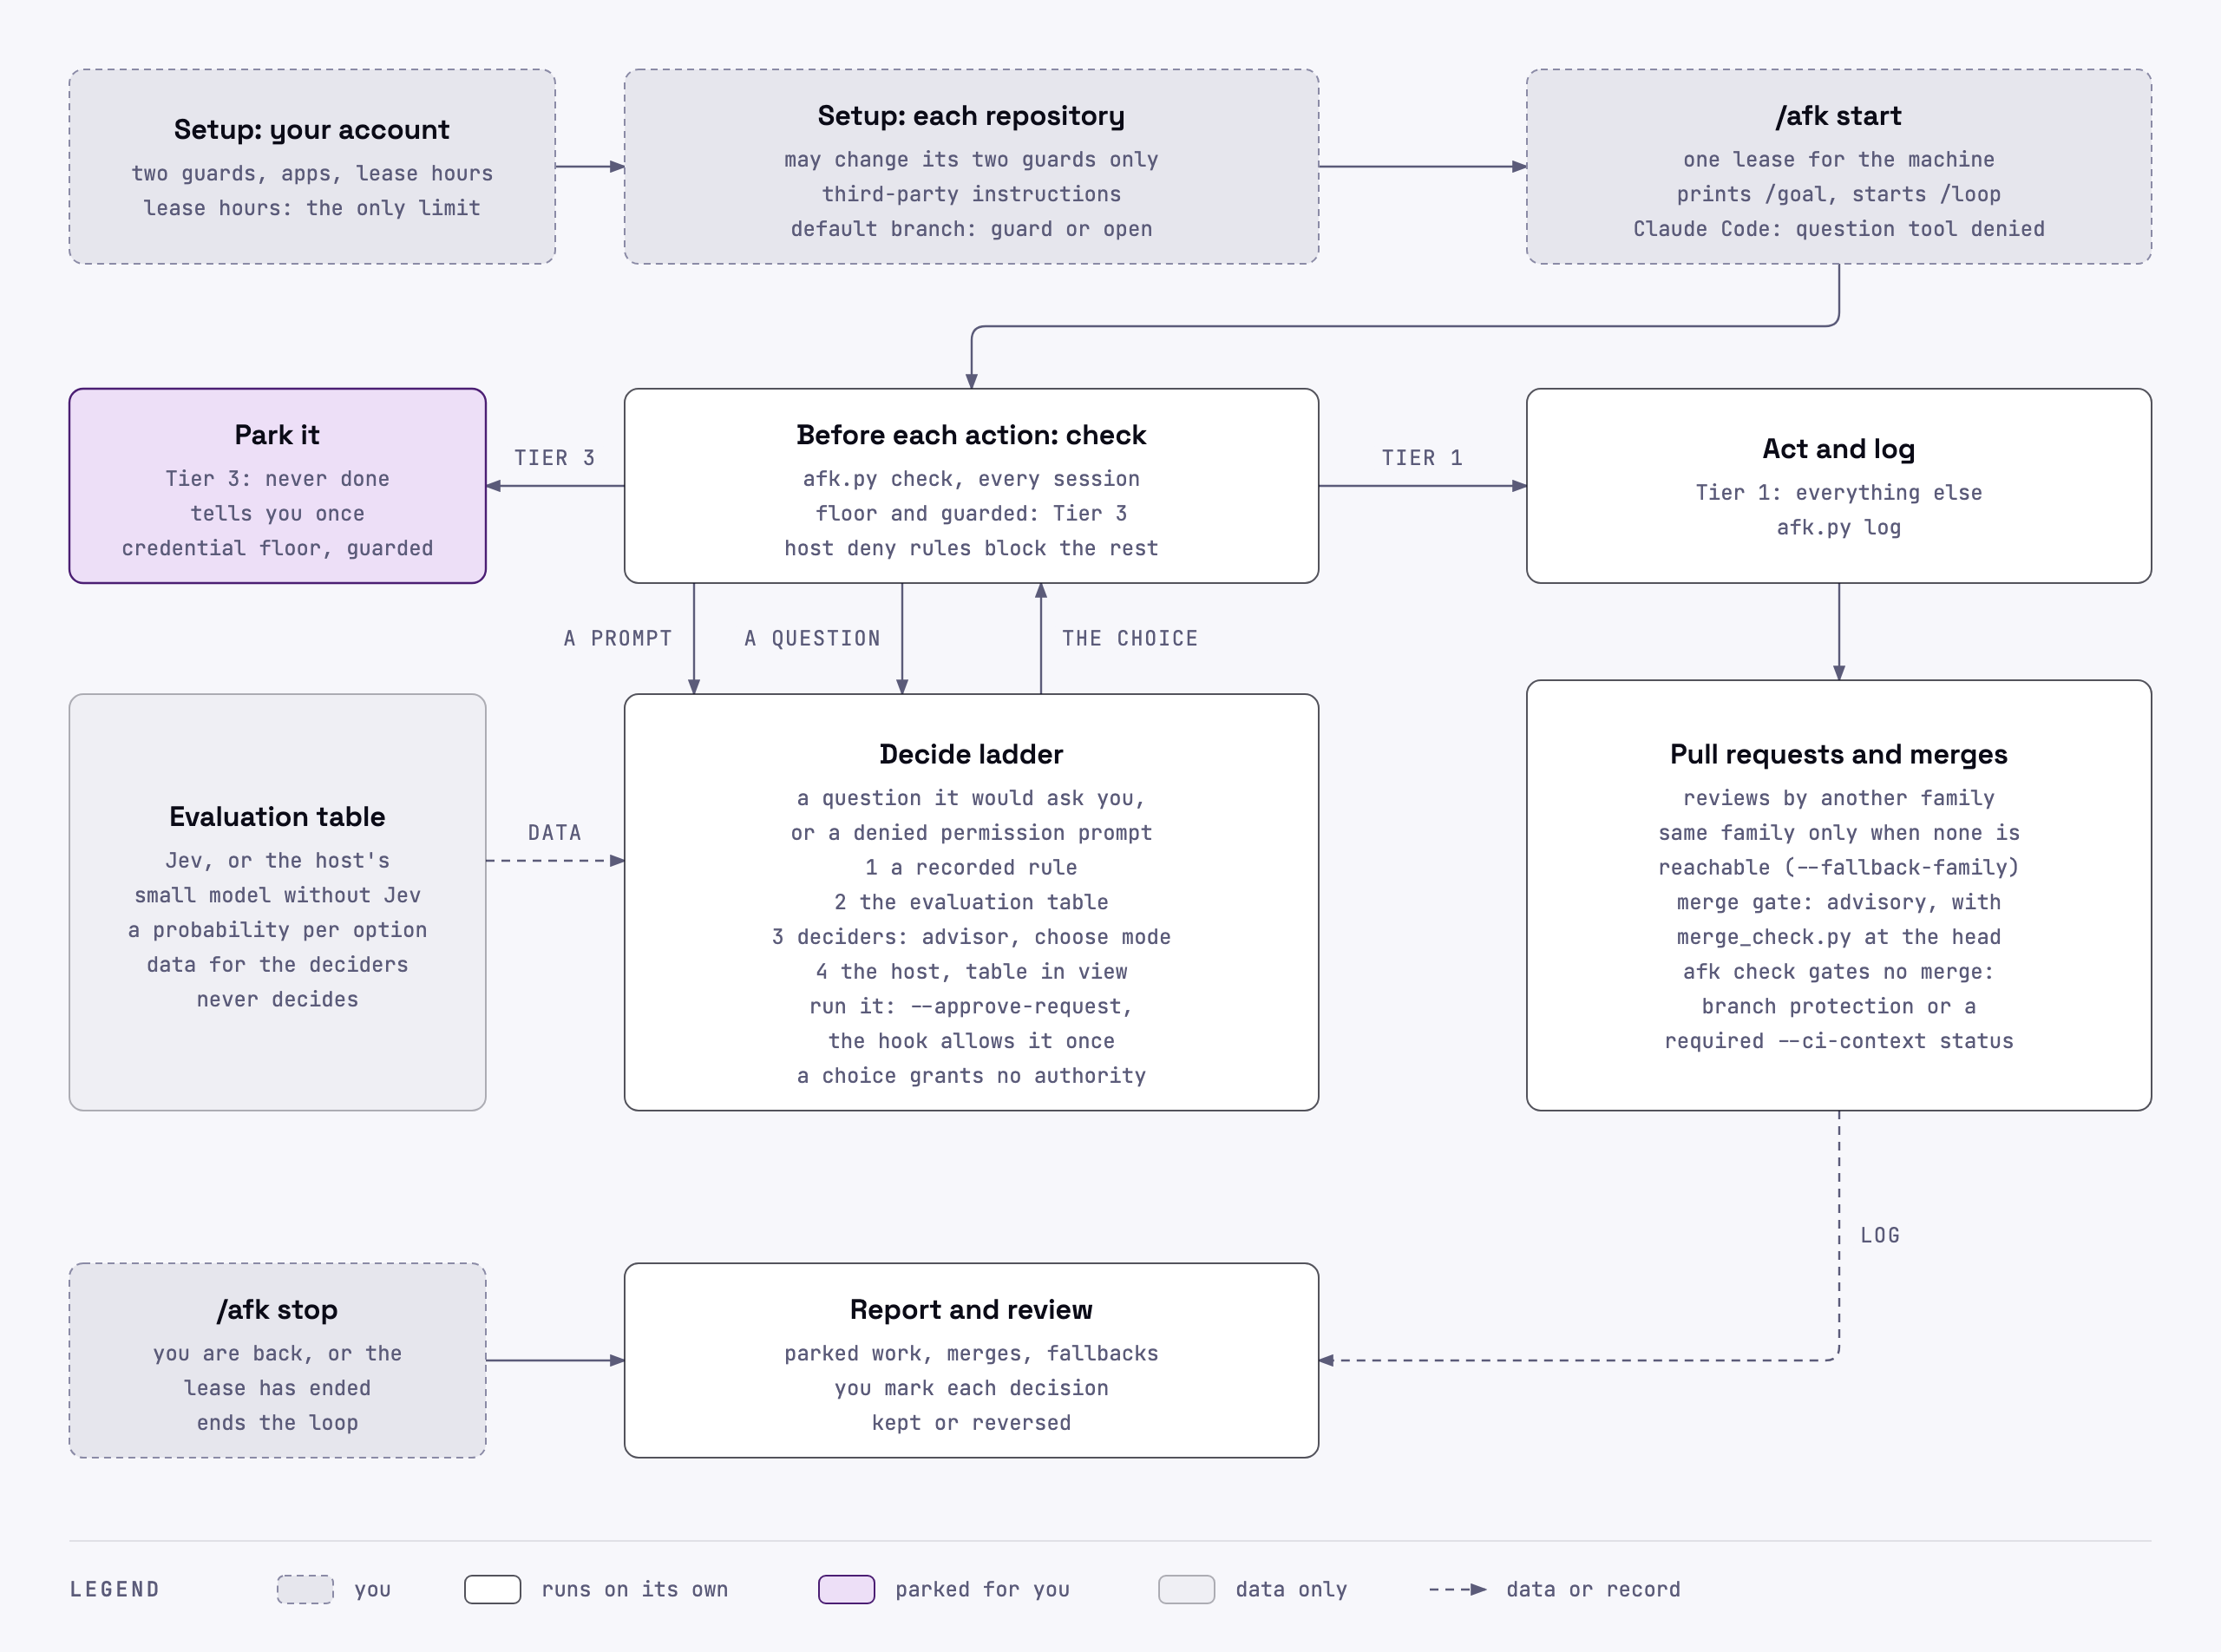 Setup: your account
two guards, apps, lease hours
lease hours: the only limit
Setup: each repository
may change its two guards only
third-party instructions
default branch: guard or open
/afk start
one lease for the machine
prints /goal, starts /loop
Claude Code: question tool denied
Park it
Tier 3: never done
tells you once
credential floor, guarded
TIER 3
Before each action: check
afk.py check, every session
floor and guarded: Tier 3
host deny rules block the rest
TIER 1
Act and log
Tier 1: everything else
afk.py log
A PROMPT
A QUESTION
THE CHOICE
Evaluation table
Jev, or the host's
small model without Jev
a probability per option
data for the deciders
never decides
DATA
Decide ladder
a question it would ask you,
or a denied permission prompt
1 a recorded rule
2 the evaluation table
3 deciders: advisor, choose mode
4 the host, table in view
run it: --approve-request,
the hook allows it once
a choice grants no authority
Pull requests and merges
reviews by another family
same family only when none is
reachable (--fallback-family)
merge gate: advisory, with
merge_check.py at the head
afk check gates no merge:
branch protection or a
required --ci-context status
LOG
/afk stop
you are back, or the
lease has ended
ends the loop
Report and review
parked work, merges, fallbacks
you mark each decision
kept or reversed
LEGEND
you
runs on its own
parked for you
data only
data or record